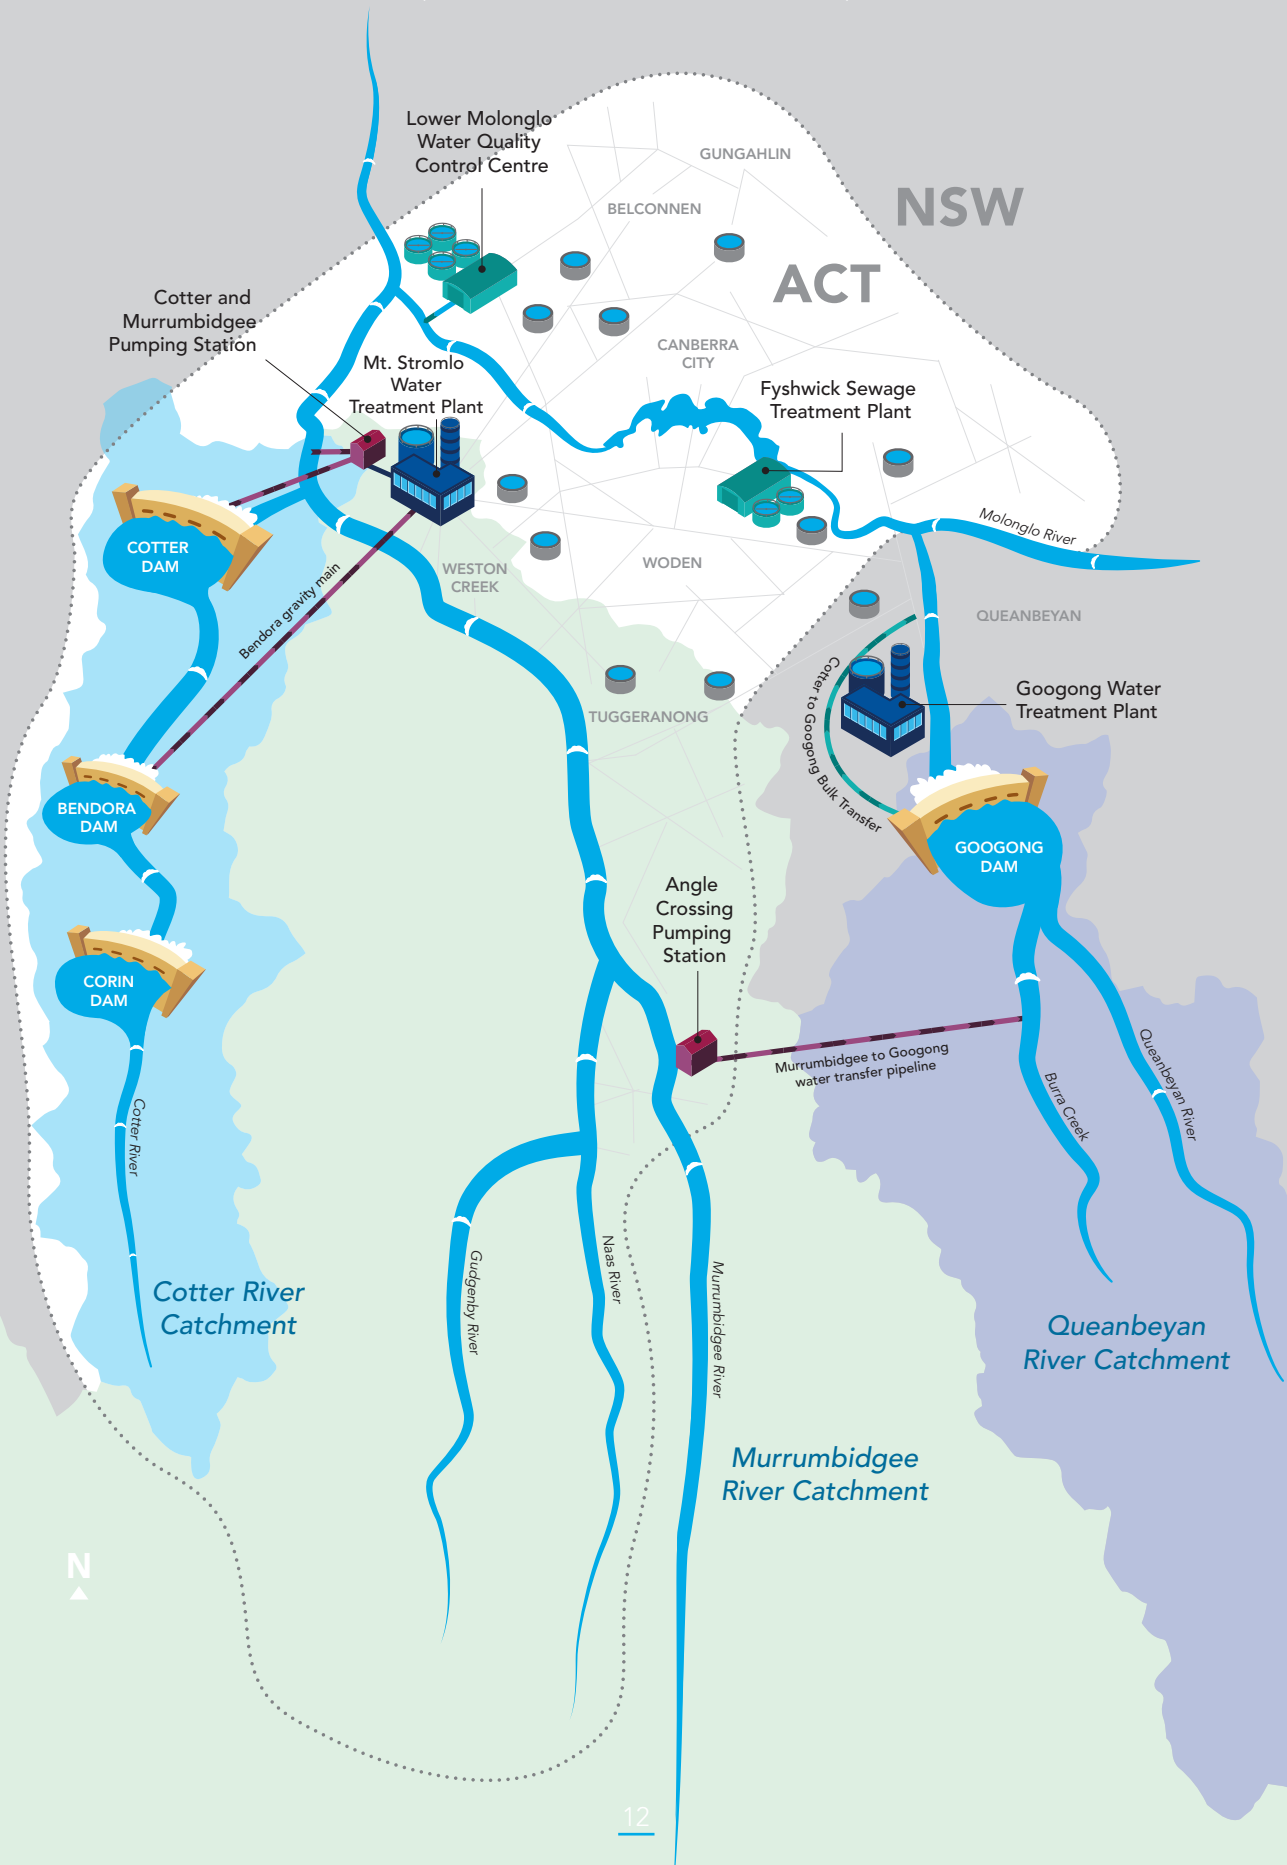 Lower Molonglo
Water Quality
Control Centre
GUNGAHLIN
BELCONNEN
NSW
ACT
Cotter and
Murrumbidgee
Pumping Station
CANBERRA
CITY
Mt. Stromlo
Water
Treatment Plant
Fyshwick Sewage
Treatment Plant
Molonglo River
COTTER
DAM
WODEN
WESTON
CREEK
Bendora gravity main
QUEANBEYAN
Cotter to Googong Bulk Transfer
Googong Water
Treatment Plant
TUGGERANONG
BENDORA
DAM
GOOGONG
DAM
Angle
Crossing
Pumping
Station
CORIN
DAM
Murrumbidgee to Googong
water transfer pipeline
Queanbeyan River
Burra Creek
Cotter River
Naas River
Gudgenby River
Murrumbidgee River
Cotter River
Catchment
Queanbeyan
River Catchment
Murrumbidgee
River Catchment
N
12